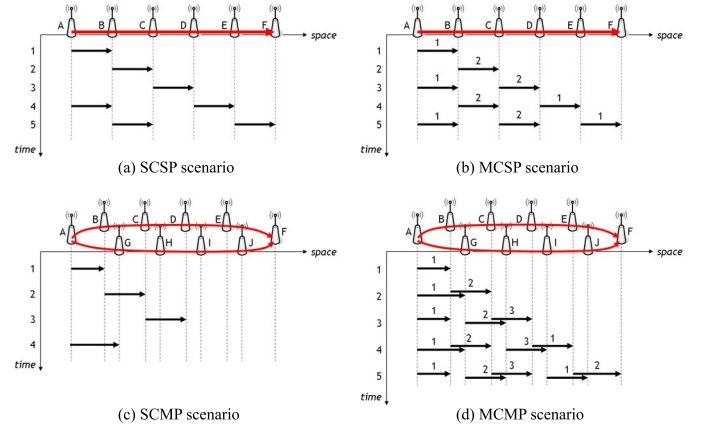 A B C D E F
space
1
2
3
4
5
time
(a) SCSP scenario
A B C D E F
space
1 1
2 2
3 1 2
4 2 1
5 1 2 1
time
(b) MCSP scenario
B C D E
A F
G H I J
space
1
2
3
4
time
(c) SCMP scenario
B C D E
A F
G H I J
space
1 1
2 1 2
3 1 2 3
4 1 2 3 1
5 1 2 3 1 2
time
(d) MCMP scenario